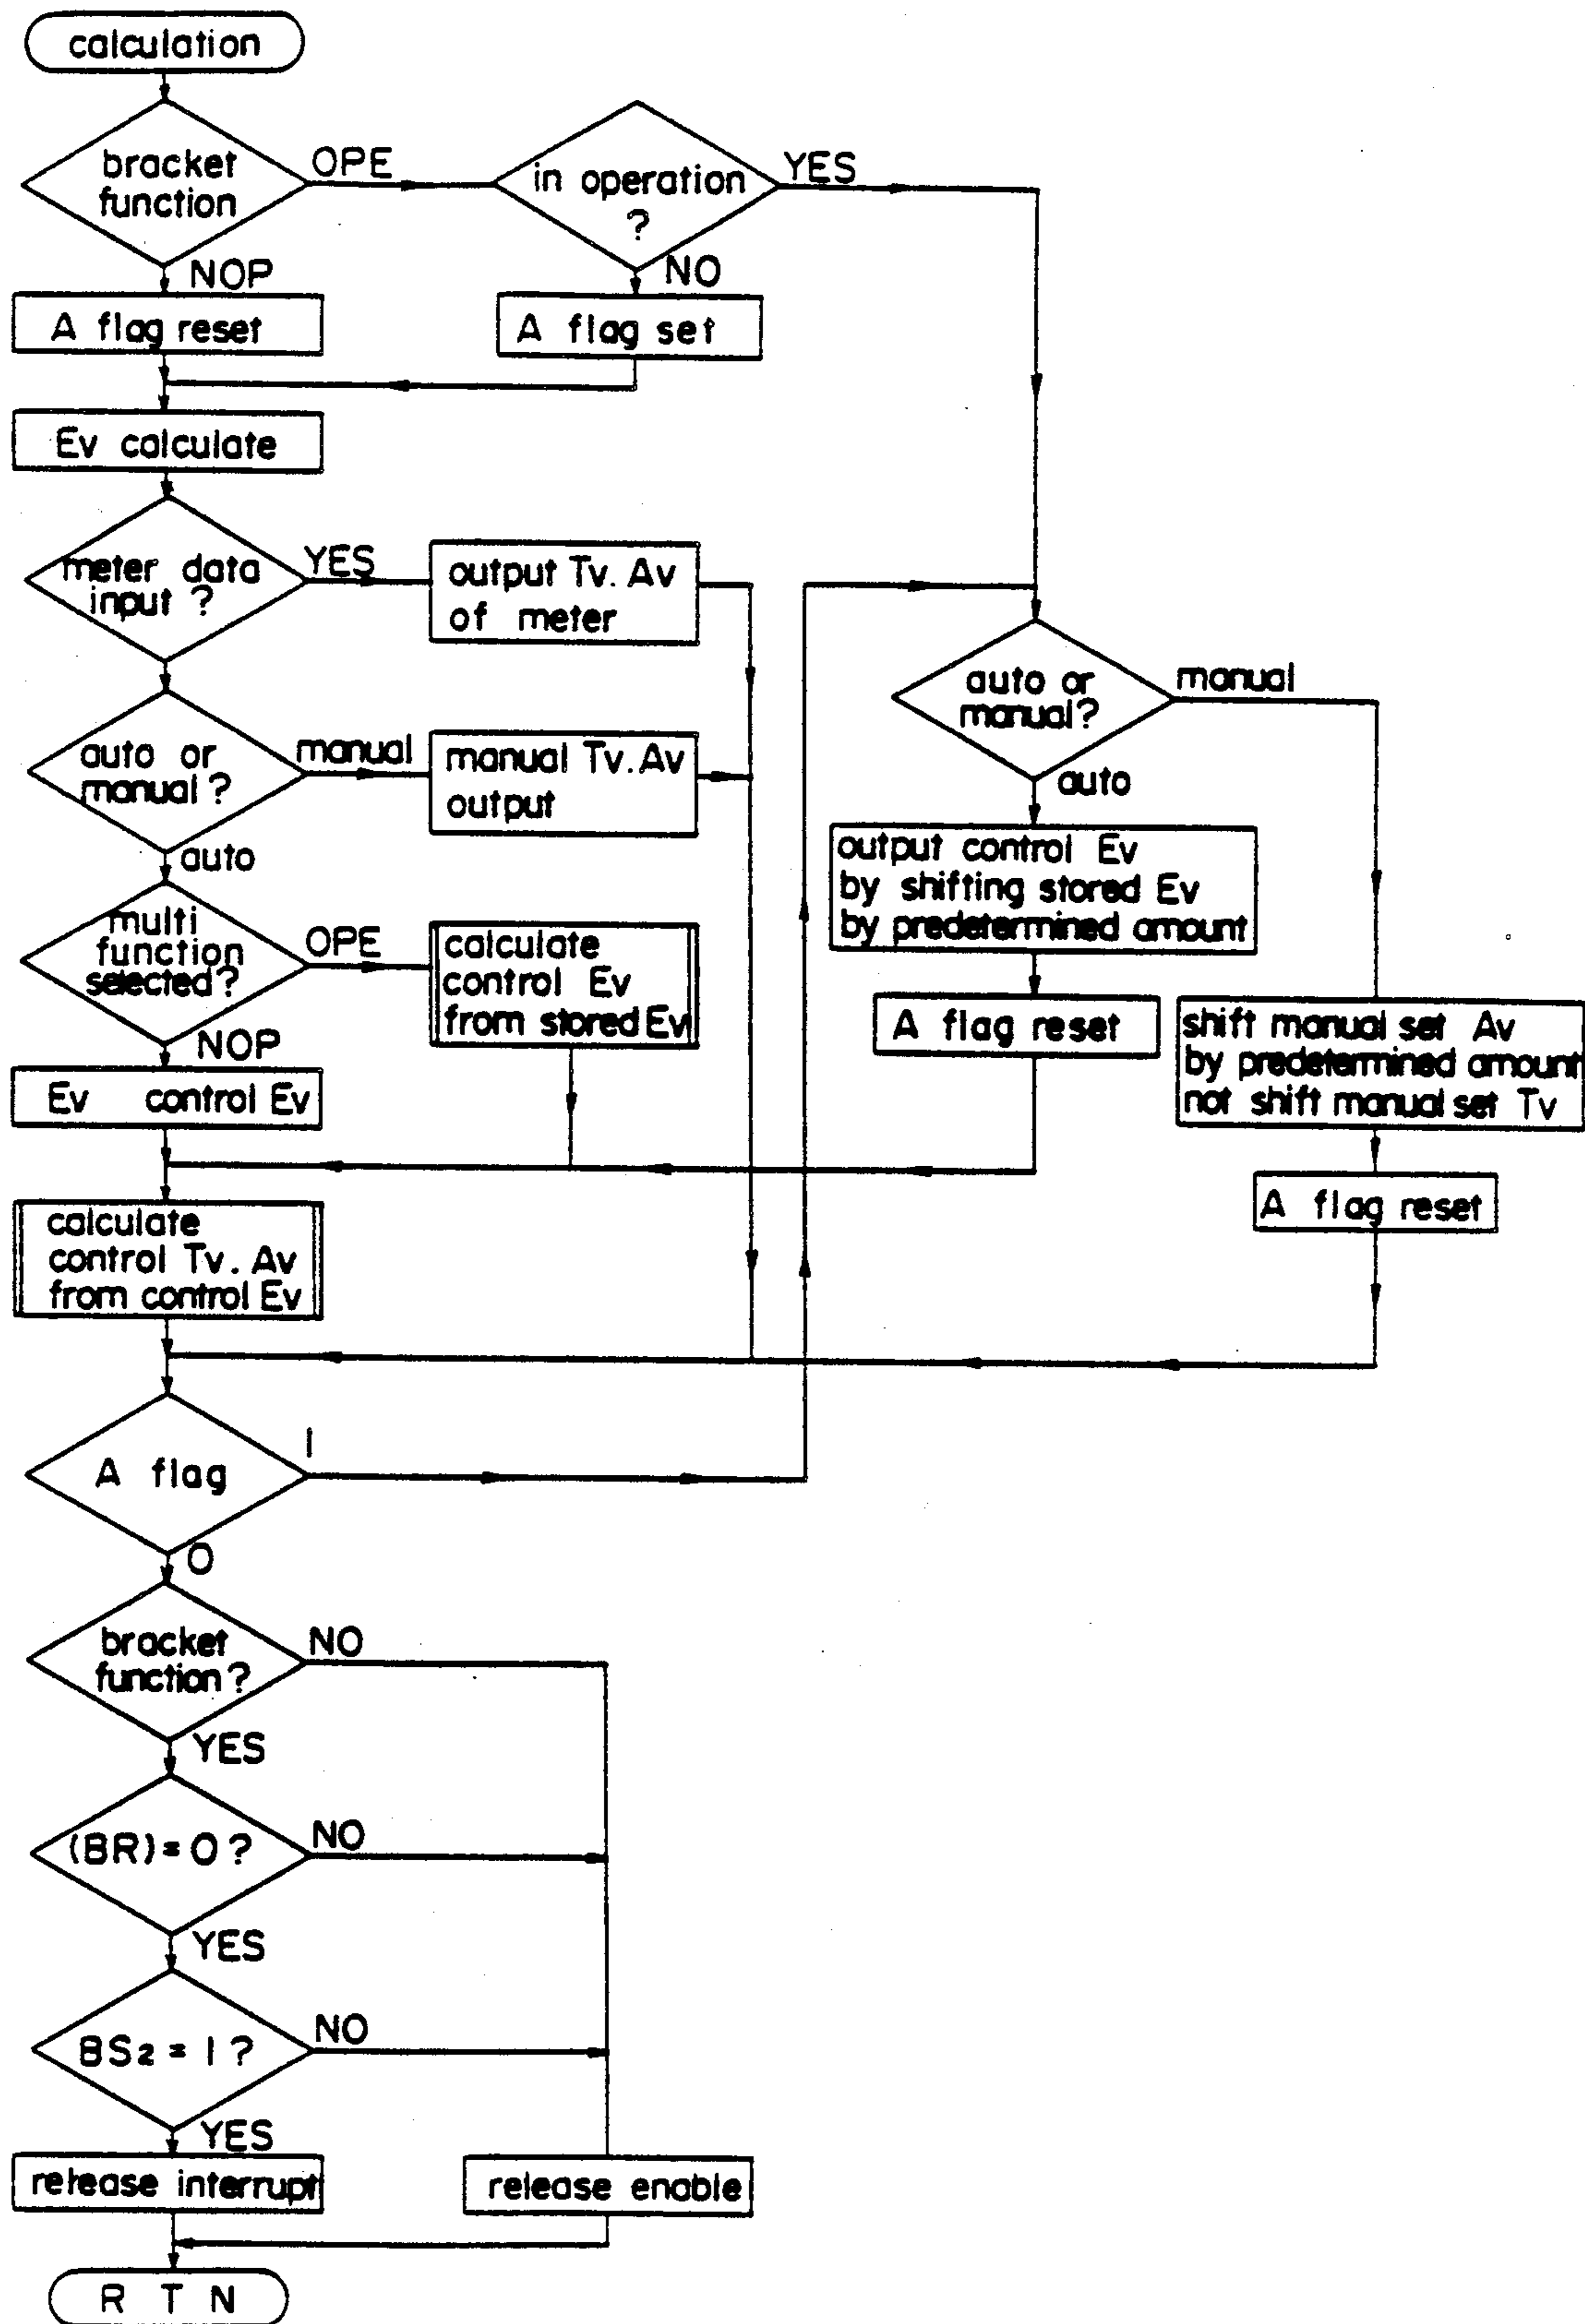 calculation
bracket
function
OPE
in operation
?
YES
NOP
NO
A flag reset
A flag set
Ev calculate
meter data
input ?
YES
output Tv. Av
of meter
auto or
manual?
manual
auto or
manual ?
manual
manual Tv. Av
output
auto
auto
output control Ev
by shifting stored Ev
by predetermined amount
multi
function
selected?
OPE
calculate
control Ev
from stored Ev
NOP
A flag reset
shift manual set Av
by predetermined amount
not shift manual set Tv
Ev control Ev
A flag reset
calculate
control Tv. Av
from control Ev
A flag
1
0
bracket
function?
NO
YES
(BR)=0?
NO
YES
BS2 = 1 ?
NO
YES
release interrupt
release enable
R T N